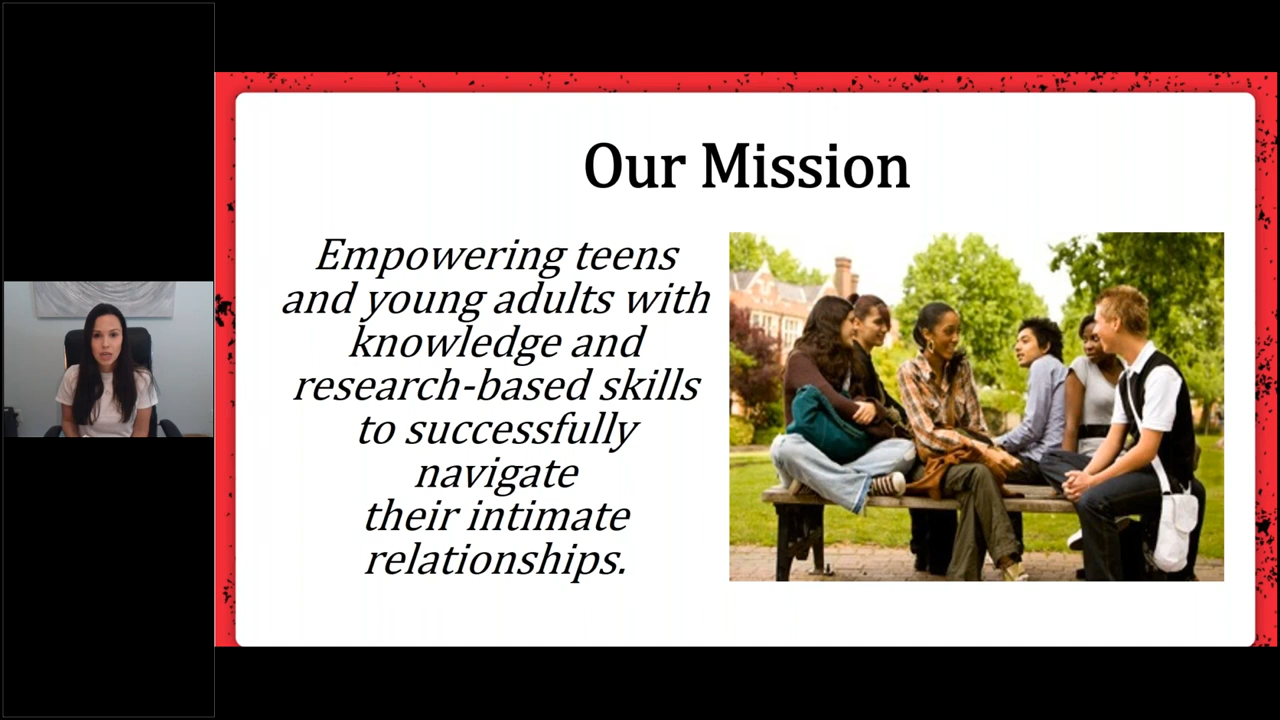 Our Mission
Empowering teens
and young adults with
knowledge and
research-based skills
to successfully
navigate
their intimate
relationships.